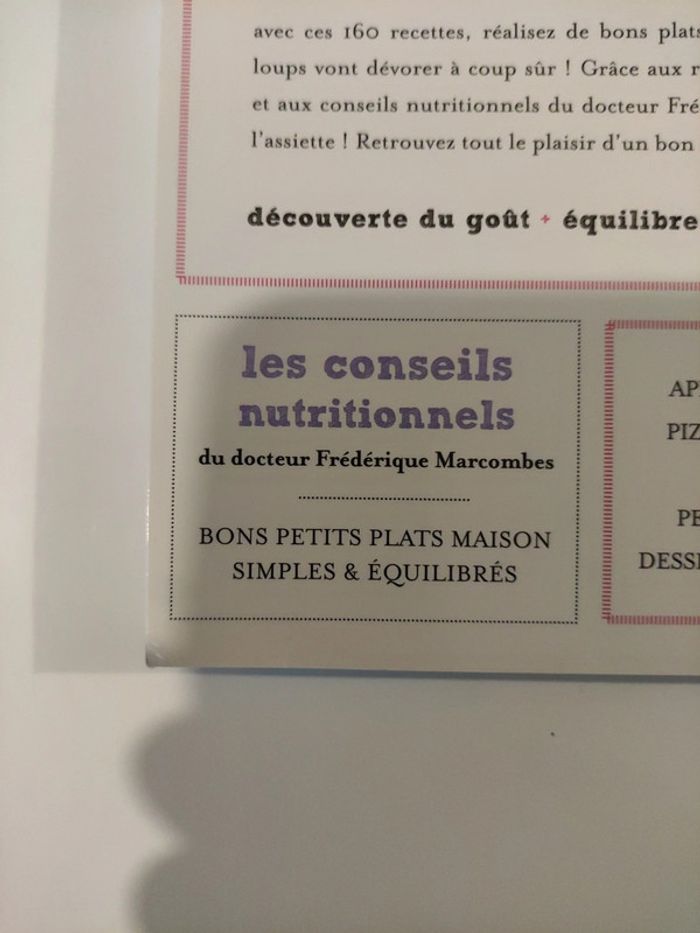 avec ces 160 recettes, réalisez de bons plats
loups vont dévorer à coup sûr ! Grâce aux
et aux conseils nutritionnels du docteur
l'assiette ! Retrouvez tout le plaisir d'un bon
découverte du goût + équilibre
les conseils
nutritionnels
du docteur Frédérique Marcombes
BONS PETITS PLATS MAISON
SIMPLES & ÉQUILIBRÉS